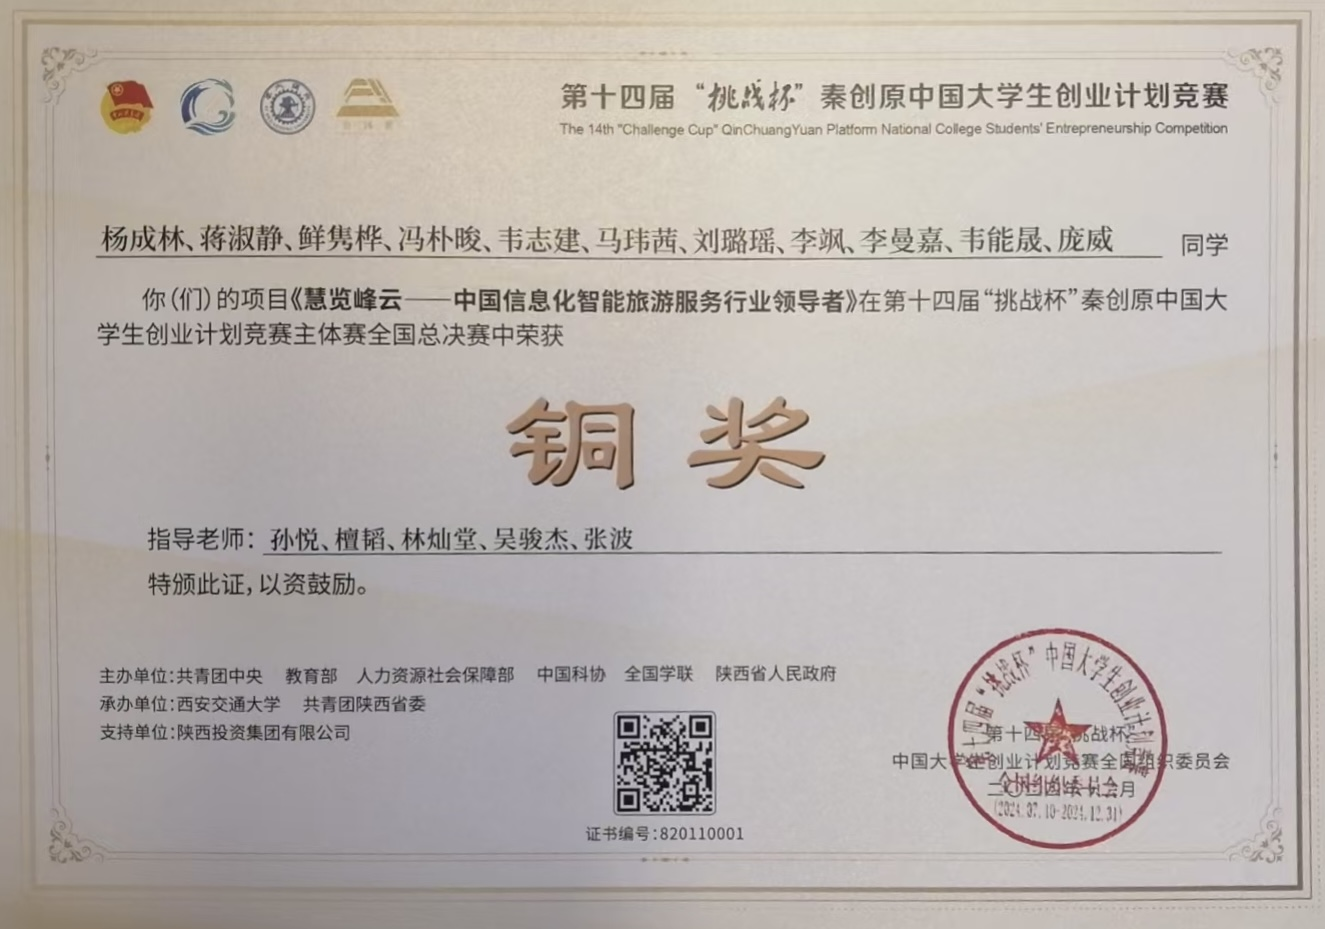 第十四届“挑战杯”秦创原中国大学生创业计划竞赛
The 14th "Challenge Cup" QinChuangYuan Platform National College Students' Entrepreneurship Competition
杨成林、蒋淑静、鲜隽桦、冯朴晙、韦志建、马玮茜、刘璐瑶、李飒、李曼嘉、韦能晟、庞威 同学
你(们)的项目《慧览峰云——中国信息化智能旅游服务行业领导者》在第十四届“挑战杯”秦创原中国大
学生创业计划竞赛主体赛全国总决赛中荣获
铜奖
指导老师：孙悦、檀韬、林灿堂、吴骏杰、张波
特颁此证，以资鼓励。
主办单位：共青团中央 教育部 人力资源社会保障部 中国科协 全国学联 陕西省人民政府
承办单位：西安交通大学 共青团陕西省委
支持单位：陕西投资集团有限公司
证书编号：820110001
第十四届“挑战杯”
中国大学生创业计划竞赛全国组织委员会
第十四届“挑战杯”中国大学生创业计划竞赛
全国组织委员会
(2024.07.10-2024.12.31)